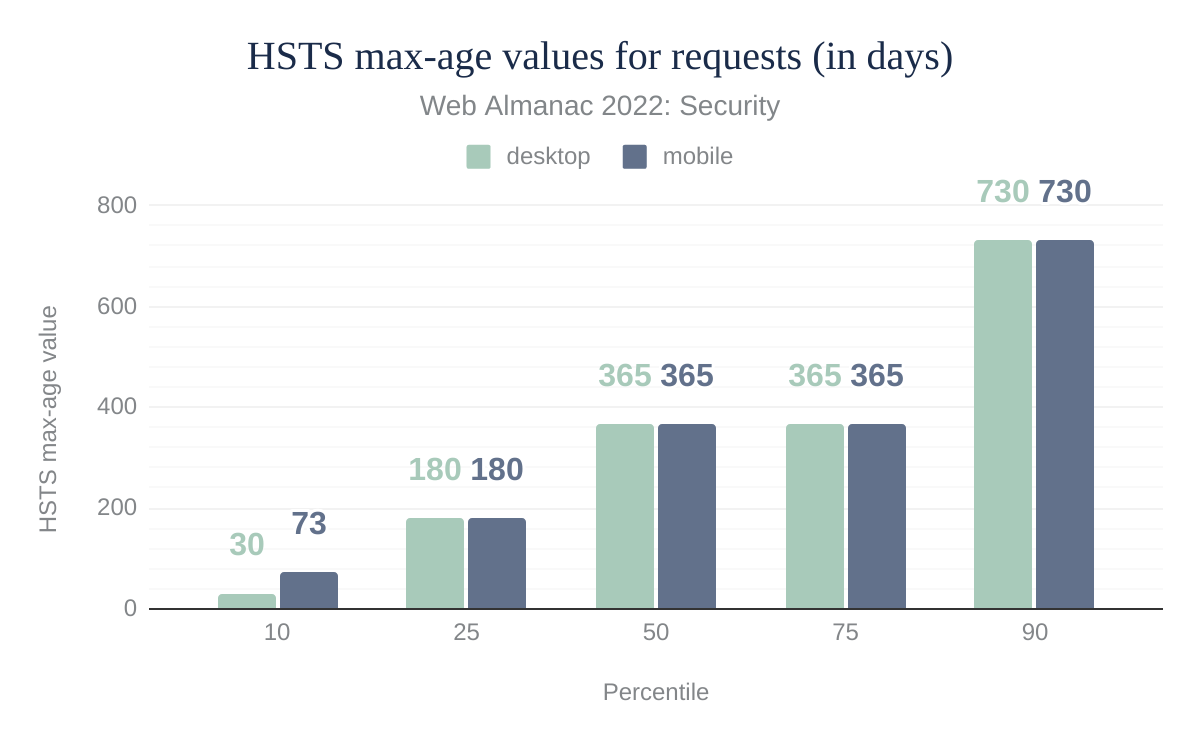 HSTS max-age values for requests (in days)
Web Almanac 2022: Security
desktop mobile
730 730
800
600
365 365 365 365
400
180 180
200
30 73
0
10 25 50 75 90
Percentile
HSTS max-age value